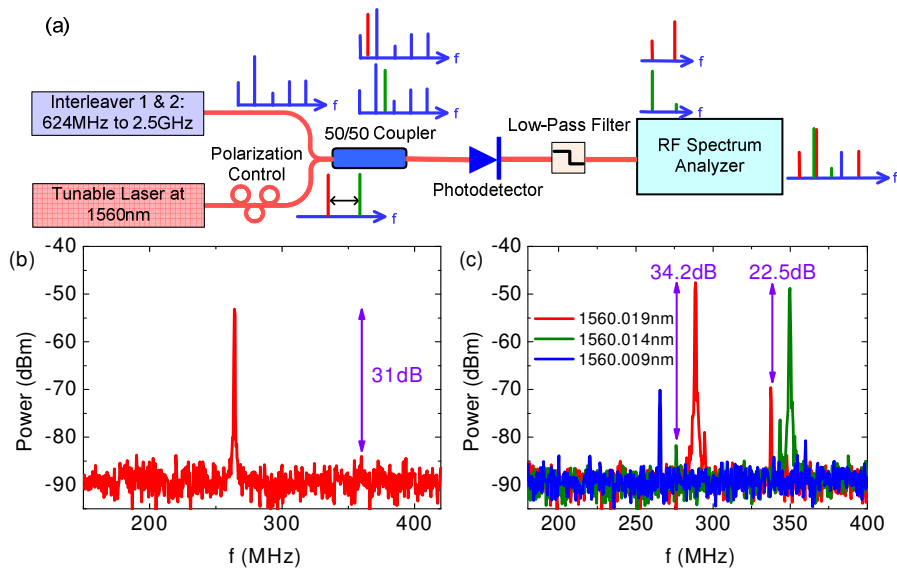 (a)
Interleaver 1 & 2:
624MHz to 2.5GHz
Tunable Laser at
1560nm
Polarization
Control
50/50 Coupler
Photodetector
Low-Pass Filter
RF Spectrum
Analyzer
f
f
f
f
f
f
f
(b)
-40
-50
-60
-70
-80
-90
Power (dBm)
31dB
200
300
400
f (MHz)
(c)
-40
-50
-60
-70
-80
-90
Power (dBm)
34.2dB
22.5dB
1560.019nm
1560.014nm
1560.009nm
200
250
300
350
400
f (MHz)